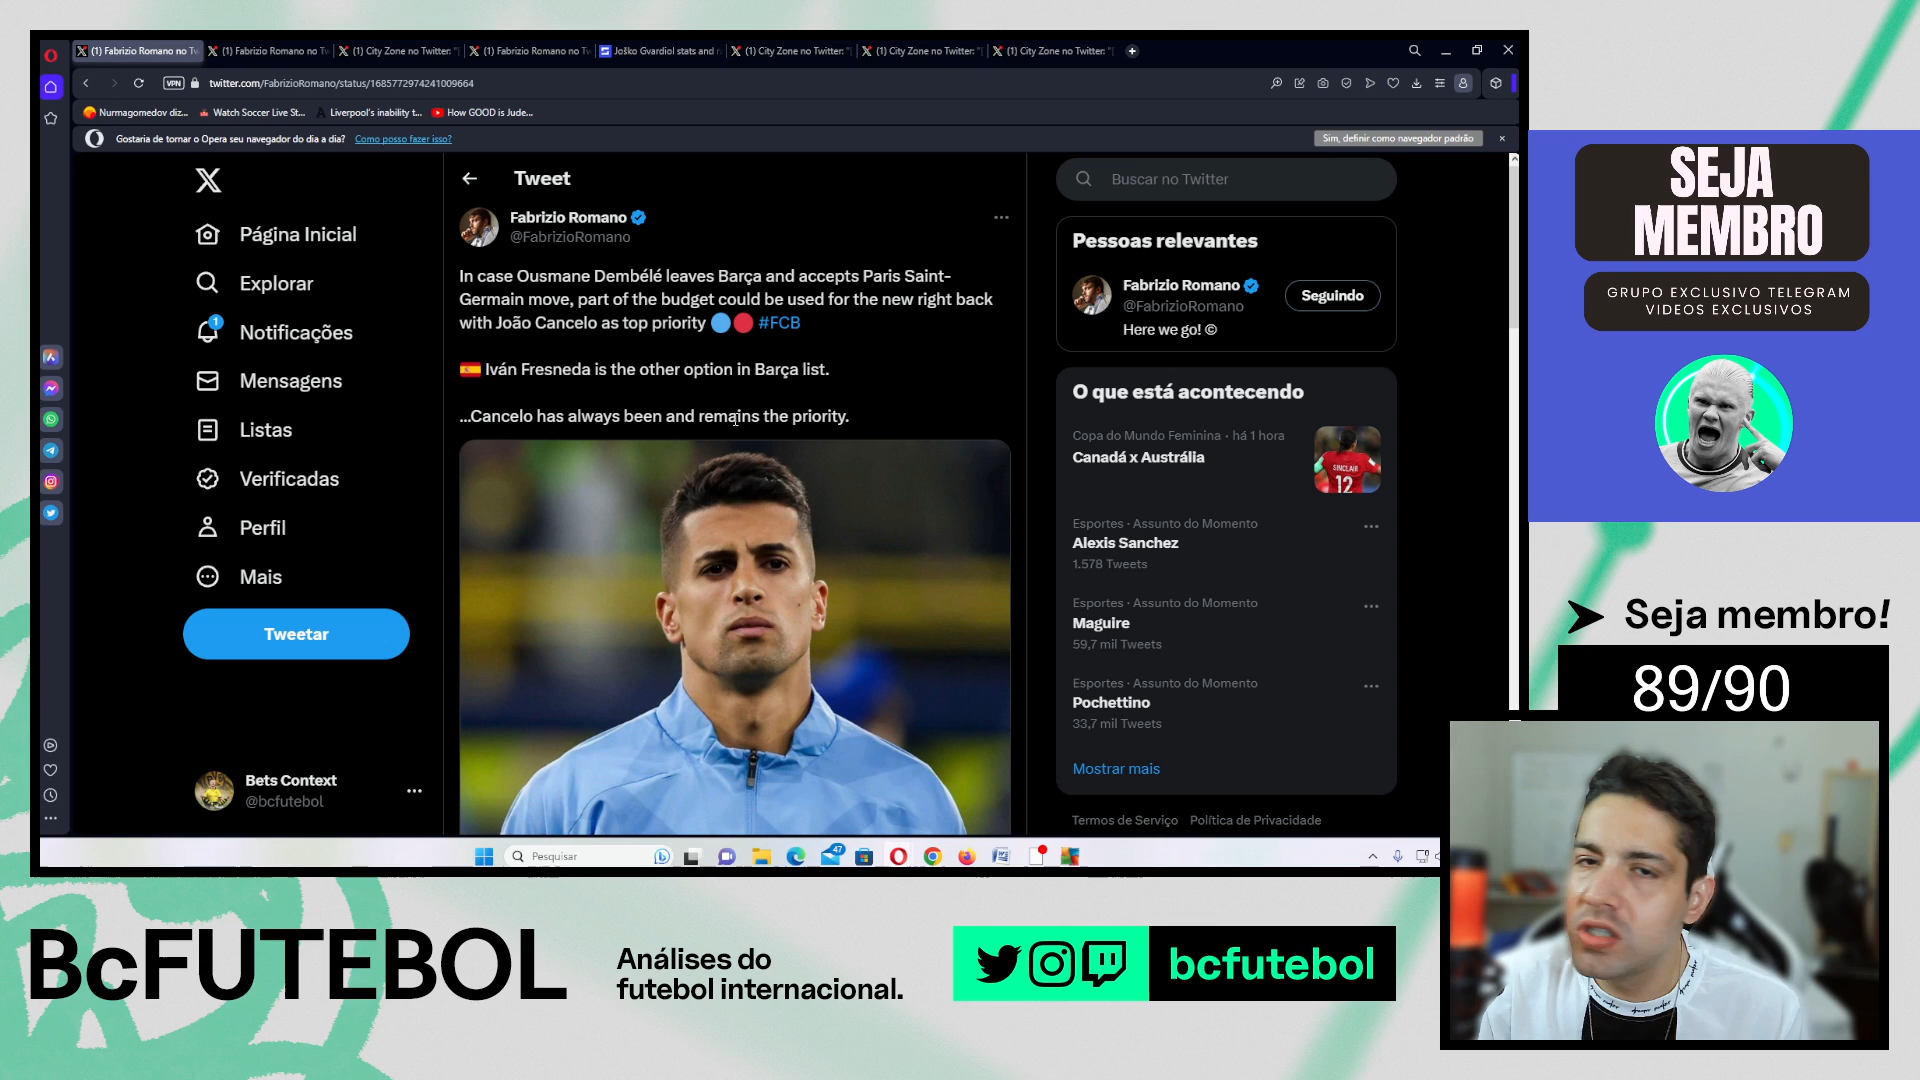 (1) Fabrizio Romano no Tw
(1) Fabrizio Romano no Tw
(1) City Zone no Twitter: "
(1) Fabrizio Romano no Tw
Joško Gvardiol stats and r
(1) City Zone no Twitter: "
(1) City Zone no Twitter: "
(1) City Zone no Twitter: "
VPN
twitter.com/FabrizioRomano/status/1685772974241009664
Nurmagomedov diz...
Watch Soccer Live St...
Liverpool's inability t...
How GOOD is Jude...
Gostaria de tornar o Opera seu navegador do dia a dia?
Como posso fazer isso?
Sim, definir como navegador padrão
Página Inicial
Explorar
1
Notificações
Mensagens
Listas
Verificadas
Perfil
Mais
Tweetar
Bets Context
@bcfutebol
Tweet
Fabrizio Romano
@FabrizioRomano
In case Ousmane Dembélé leaves Barça and accepts Paris Saint-
Germain move, part of the budget could be used for the new right back
with João Cancelo as top priority 🔵🔴 #FCB
🇪🇸 Iván Fresneda is the other option in Barça list.
...Cancelo has always been and remains the priority.
Buscar no Twitter
Pessoas relevantes
Fabrizio Romano
@FabrizioRomano
Seguindo
Here we go! ©
O que está acontecendo
Copa do Mundo Feminina · há 1 hora
Canadá x Austrália
SINCLAIR
12
Esportes · Assunto do Momento
Alexis Sanchez
1.578 Tweets
Esportes · Assunto do Momento
Maguire
59,7 mil Tweets
Esportes · Assunto do Momento
Pochettino
33,7 mil Tweets
Mostrar mais
Termos de Serviço
Política de Privacidade
Pesquisar
47
SEJA
MEMBRO
GRUPO EXCLUSIVO TELEGRAM
VIDEOS EXCLUSIVOS
Seja membro!
89/90
BcFUTEBOL
Análises do
futebol internacional.
bcfutebol